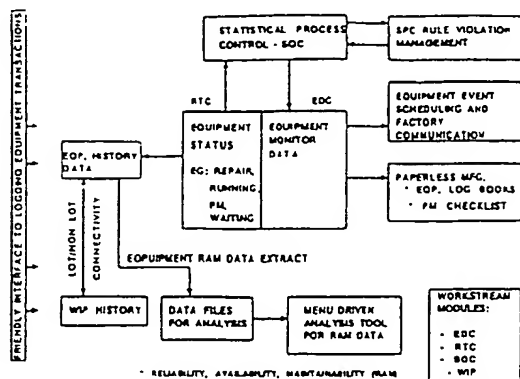 FRIENDLY INTERFACE TO LOGGING EQUIPMENT TRANSACTIONS
STATISTICAL PROCESS
CONTROL - SQC
SPC RULE VIOLATION
MANAGEMENT
RTC
EDC
EQUIPMENT
STATUS
EG: REPAIR,
RUNNING,
PM,
WAITING
EQUIPMENT
MONITOR
DATA
EQUIPMENT EVENT
SCHEDULING AND
FACTORY
COMMUNICATION
EQP. HISTORY
DATA
PAPERLESS MFG.
* EQP. LOG BOOKS
* PM CHECKLIST
LOT/NON LOT
CONNECTIVITY
EQPUIPMENT RAM DATA EXTRACT
WIP HISTORY
DATA FILES
FOR ANALYSIS
MENU DRIVEN
ANALYSIS TOOL
FOR RAM DATA
WORKSTREAM
MODULES:
- EDC
- RTC
- SQC
- WIP
* RELIABILITY, AVAILABILITY, MAINTAINABILITY (RAM)